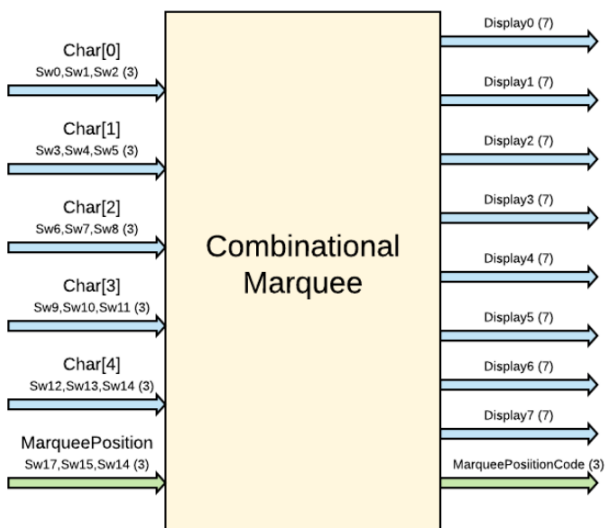 Char[0]
Sw0,Sw1,Sw2 (3)
Char[1]
Sw3,Sw4,Sw5 (3)
Char[2]
Sw6,Sw7,Sw8 (3)
Char[3]
Sw9,Sw10,Sw11 (3)
Char[4]
Sw12,Sw13,Sw14 (3)
MarqueePosition
Sw17,Sw15,Sw14 (3)
Combinational
Marquee
Display0 (7)
Display1 (7)
Display2 (7)
Display3 (7)
Display4 (7)
Display5 (7)
Display6 (7)
Display7 (7)
MarqueePosiitionCode (3)